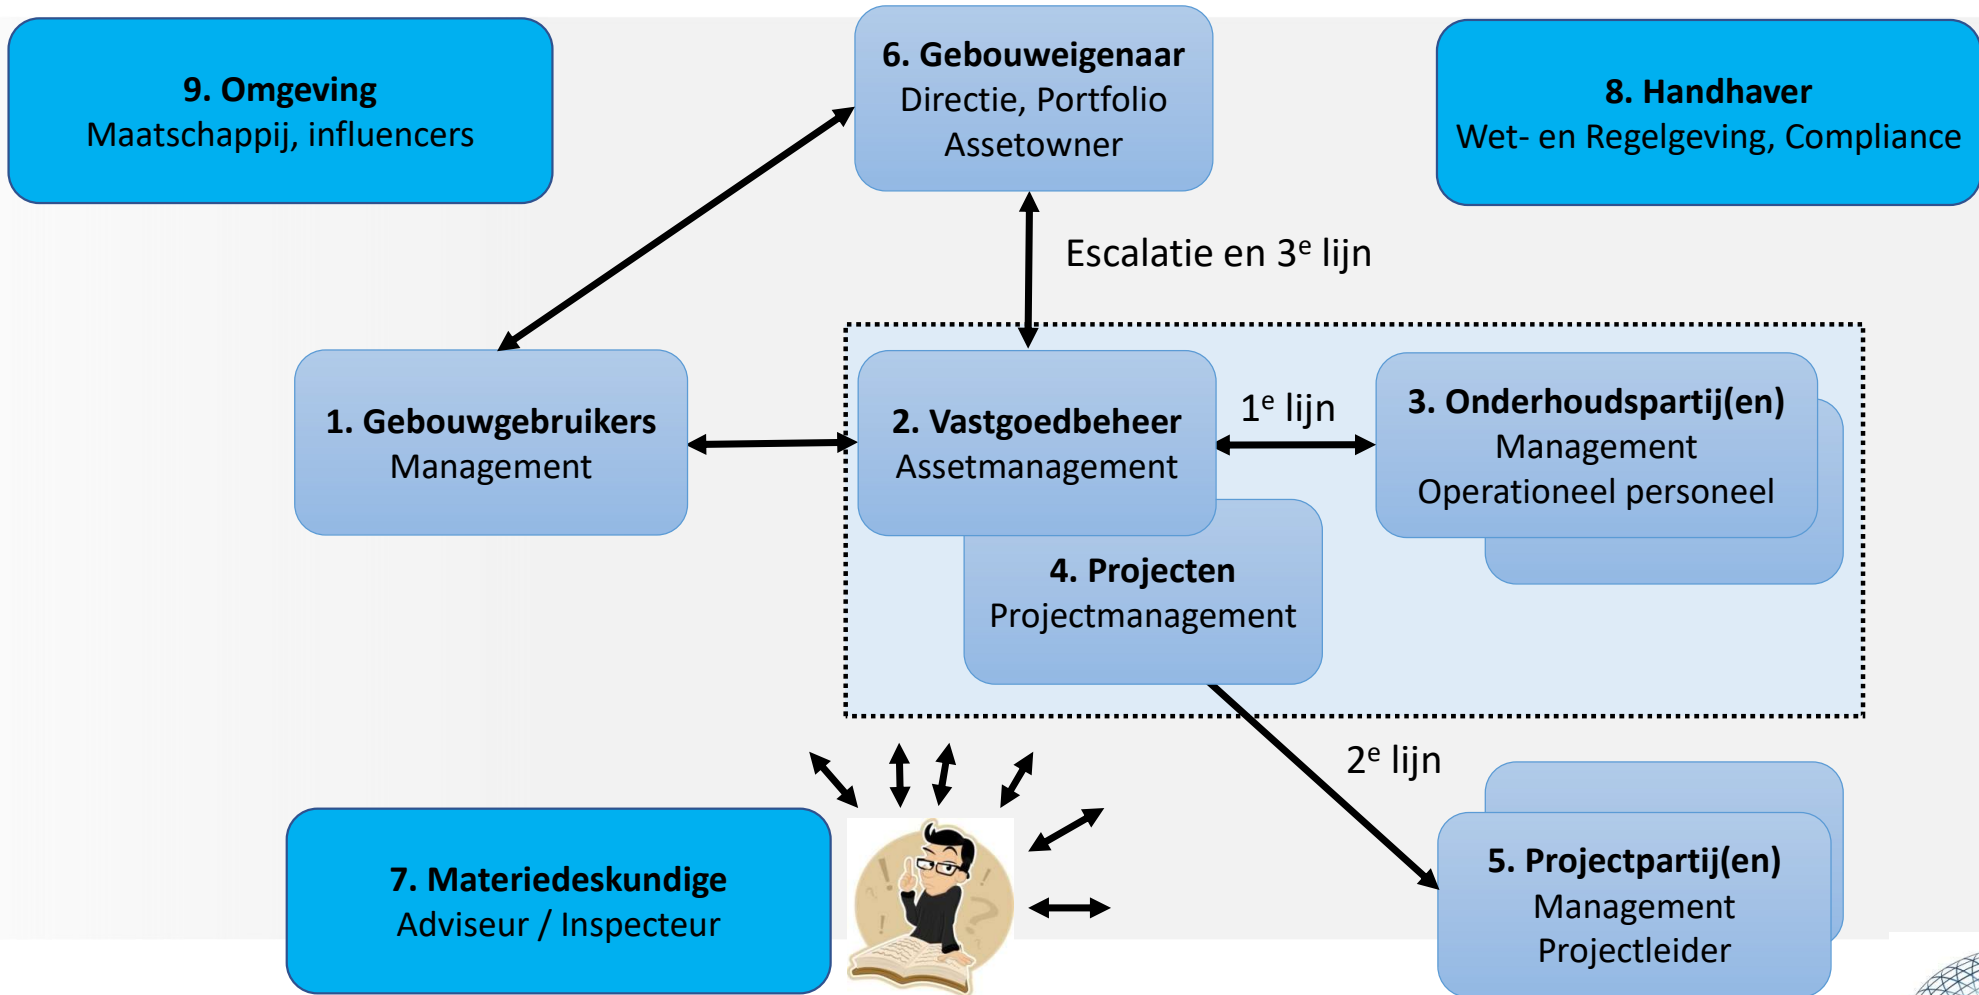 9. Omgeving
Maatschappij, influencers
6. Gebouweigenaar
Directie, Portfolio
Assetowner
8. Handhaver
Wet- en Regelgeving, Compliance
Escalatie en 3e lijn
1. Gebouwgebruikers
Management
2. Vastgoedbeheer
Assetmanagement
1e lijn
3. Onderhoudspartij(en)
Management
Operationeel personeel
4. Projecten
Projectmanagement
2e lijn
7. Materiedeskundige
Adviseur / Inspecteur
5. Projectpartij(en)
Management
Projectleider